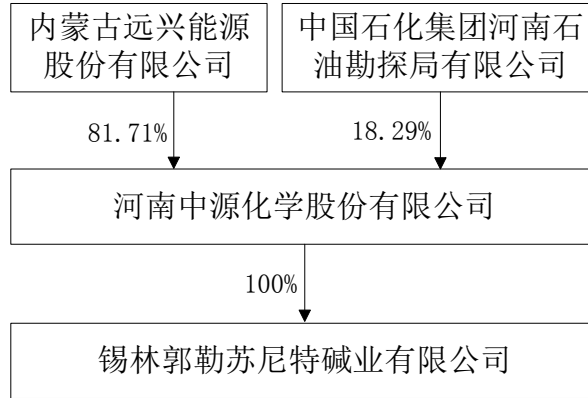 内蒙古远兴能源
股份有限公司
中国石化集团河南石
油勘探局有限公司
81.71%
18.29%
河南中源化学股份有限公司
100%
锡林郭勒苏尼特碱业有限公司